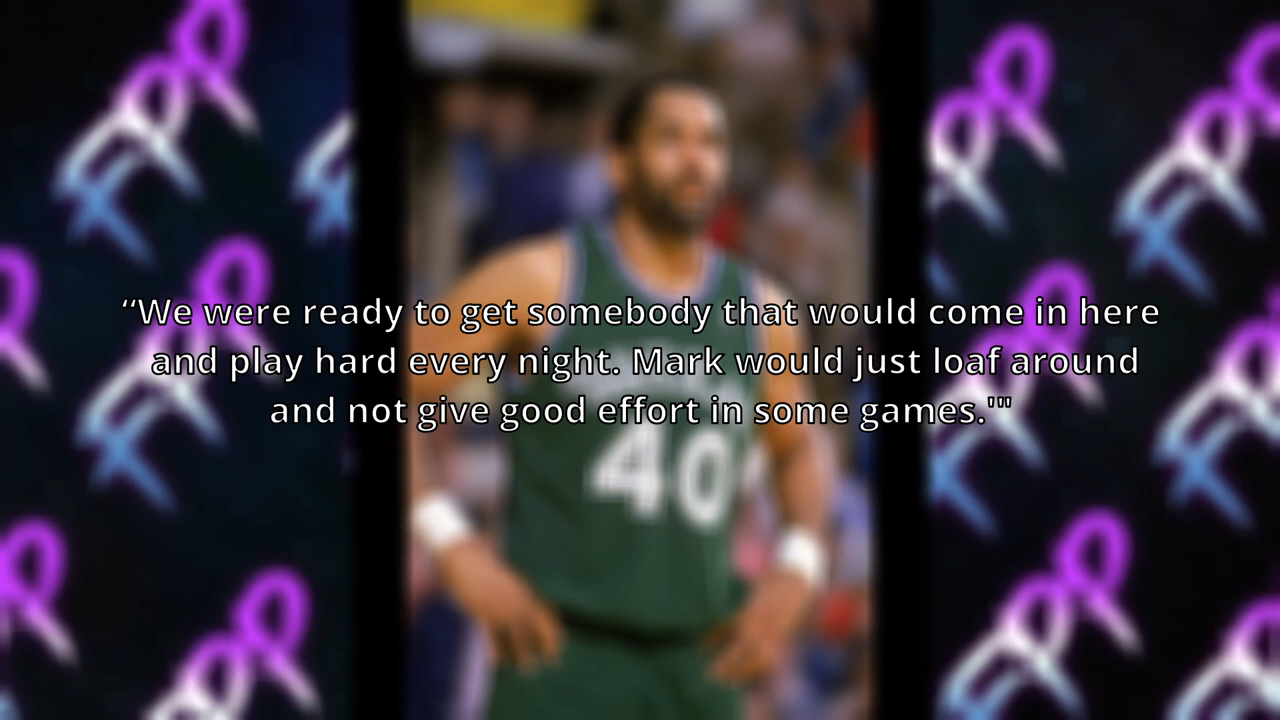 “We were ready to get somebody that would come in here
and play hard every night. Mark would just loaf around
and not give good effort in some games.'"
40